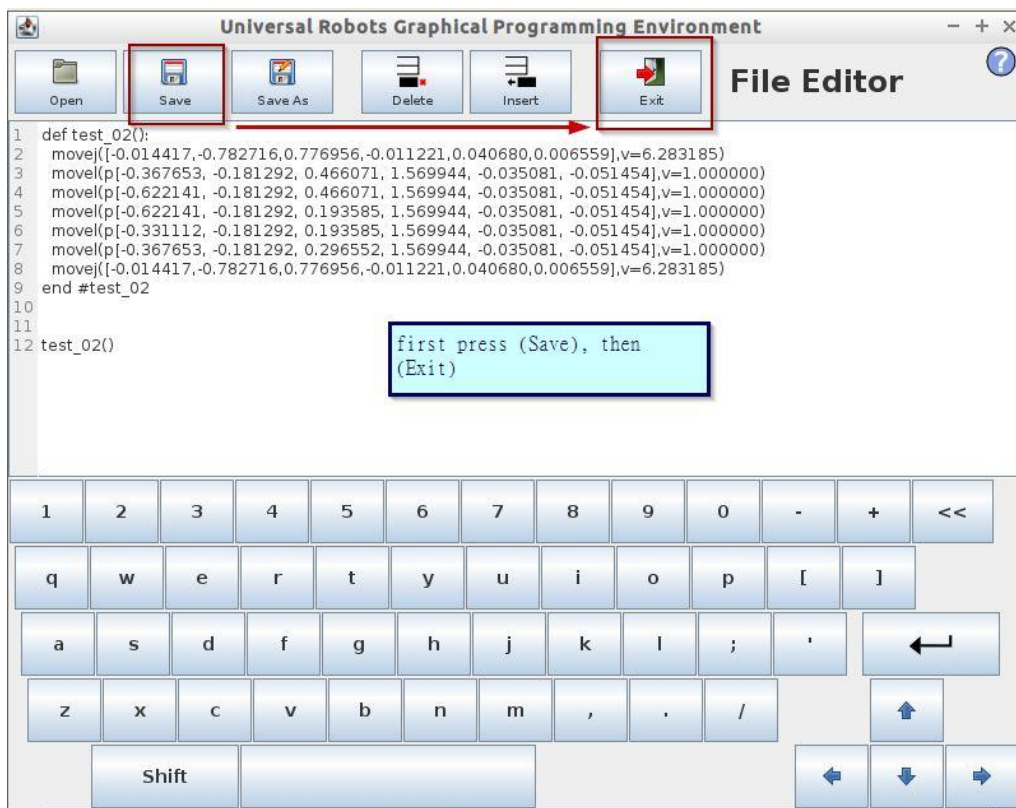 Universal Robots Graphical Programming Environment
Open
Save
Save As
Delete
Insert
Exit
File Editor
?
1 def test_02():
2 movej([-0.014417,-0.782716,0.776956,-0.011221,0.040680,0.006559],v=6.283185)
3 movel(p[-0.367653, -0.181292, 0.466071, 1.569944, -0.035081, -0.051454],v=1.000000)
4 movel(p[-0.622141, -0.181292, 0.466071, 1.569944, -0.035081, -0.051454],v=1.000000)
5 movel(p[-0.622141, -0.181292, 0.193585, 1.569944, -0.035081, -0.051454],v=1.000000)
6 movel(p[-0.331112, -0.181292, 0.193585, 1.569944, -0.035081, -0.051454],v=1.000000)
7 movel(p[-0.367653, -0.181292, 0.296552, 1.569944, -0.035081, -0.051454],v=1.000000)
8 movej([-0.014417,-0.782716,0.776956,-0.011221,0.040680,0.006559],v=6.283185)
9 end #test_02
10
11
12 test_02()
first press (Save), then
(Exit)
1 2 3 4 5 6 7 8 9 0 - + <<
q w e r t y u i o p [ ]
a s d f g h j k l ; '
z x c v b n m , . /
Shift